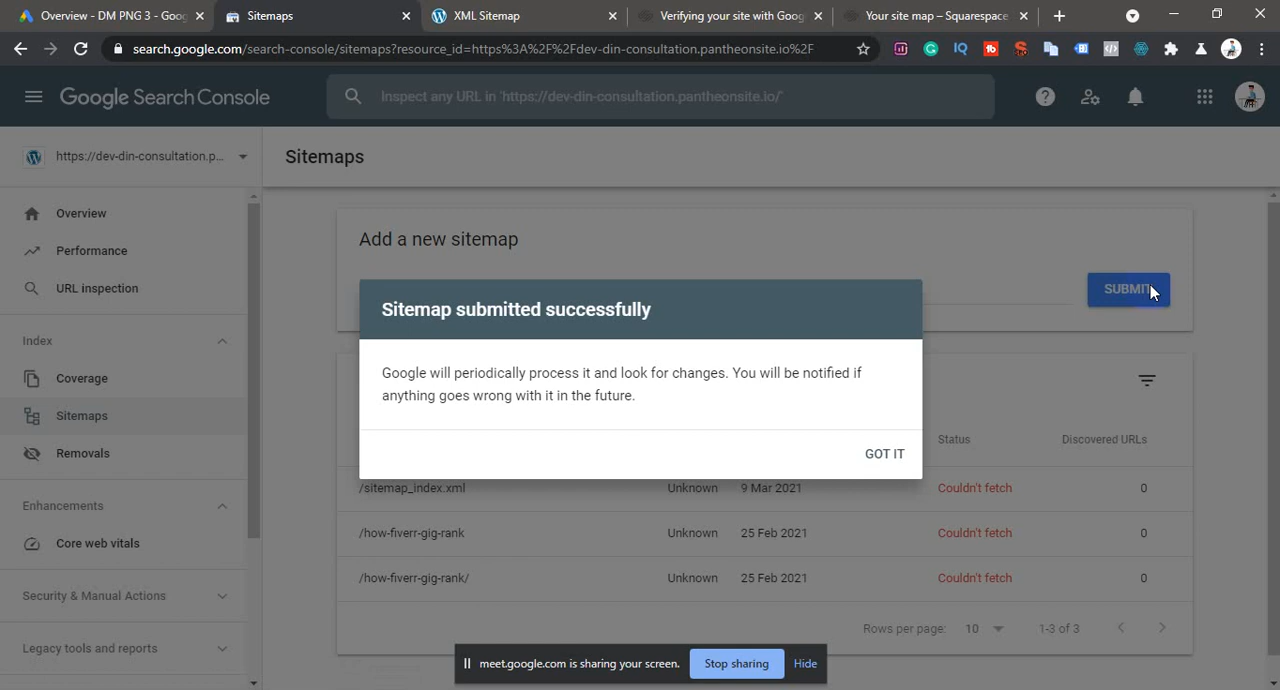 Overview - DM PNG 3 - Goog
Sitemaps
XML Sitemap
Verifying your site with Goog
Your site map – Squarespace
search.google.com/search-console/sitemaps?resource_id=https%3A%2F%2Fdev-din-consultation.pantheonsite.io%2F
Google Search Console
Inspect any URL in 'https://dev-din-consultation.pantheonsite.io/'
https://dev-din-consultation.p...
Sitemaps
Overview
Performance
URL inspection
Index
Coverage
Sitemaps
Removals
Enhancements
Core web vitals
Security & Manual Actions
Legacy tools and reports
Add a new sitemap
SUBMIT
Sitemap submitted successfully
Google will periodically process it and look for changes. You will be notified if
anything goes wrong with it in the future.
GOT IT
Status Discovered URLs
/sitemap_index.xml Unknown 9 Mar 2021 Couldn't fetch 0
/how-fiverr-gig-rank Unknown 25 Feb 2021 Couldn't fetch 0
/how-fiverr-gig-rank/ Unknown 25 Feb 2021 Couldn't fetch 0
Rows per page: 10 1-3 of 3
meet.google.com is sharing your screen. Stop sharing Hide